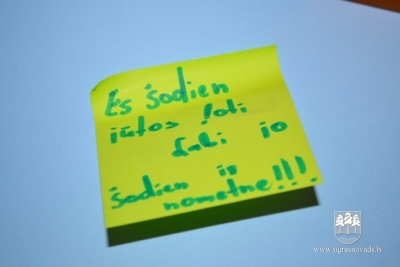 Es šodien
jūtos ļoti
labi jo
šodien ir
nometne!!!
www.ogresnovads.lv